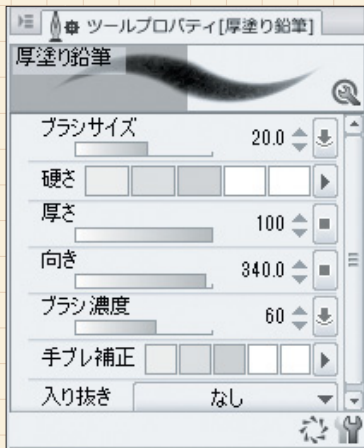 ツールプロパティ[厚塗り鉛筆]
厚塗り鉛筆
ブラシサイズ 20.0
硬さ
厚さ 100
向き 340.0
ブラシ濃度 60
手ブレ補正
入り抜き なし